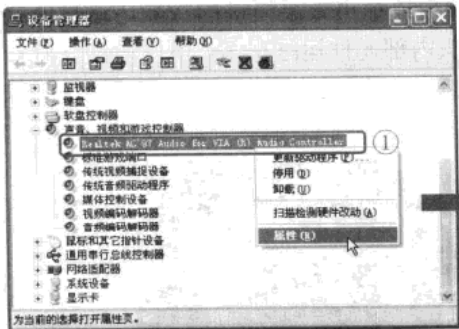 设备管理器
文件(F) 操作(A) 查看(V) 帮助(H)
监视器
键盘
软盘控制器
声音、视频和游戏控制器
Realtek AC'97 Audio for VIA (R) Audio Controller
①
标准游戏端口
更新驱动程序(P)...
传统视频捕捉设备
停用(D)
传统音频驱动程序
卸载(U)
媒体控制设备
视频编码解码器
扫描检测硬件改动(A)
音频编码解码器
属性(R)
鼠标和其它指针设备
通用串行总线控制器
网络适配器
系统设备
显示卡
为当前的选择打开属性页。